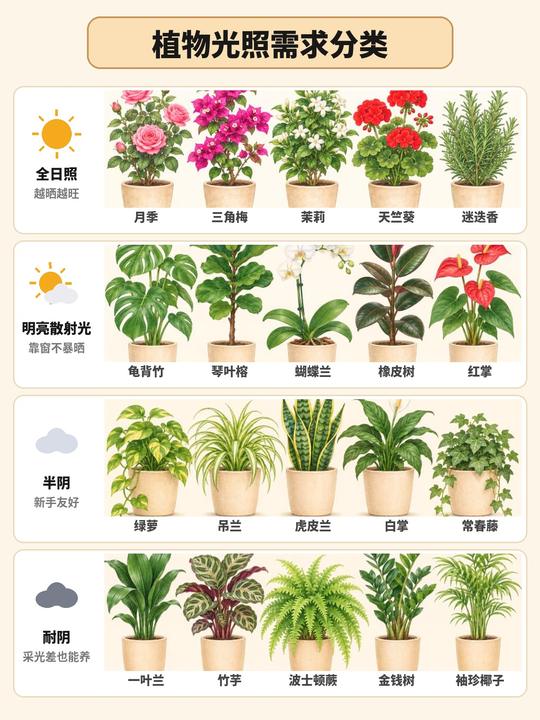 植物光照需求分类
全日照
越晒越旺
月季
三角梅
茉莉
天竺葵
迷迭香
明亮散射光
靠窗不暴晒
龟背竹
琴叶榕
蝴蝶兰
橡皮树
红掌
半阴
新手友好
绿萝
吊兰
虎皮兰
白掌
常春藤
耐阴
采光差也能养
一叶兰
竹芋
波士顿蕨
金钱树
袖珍椰子